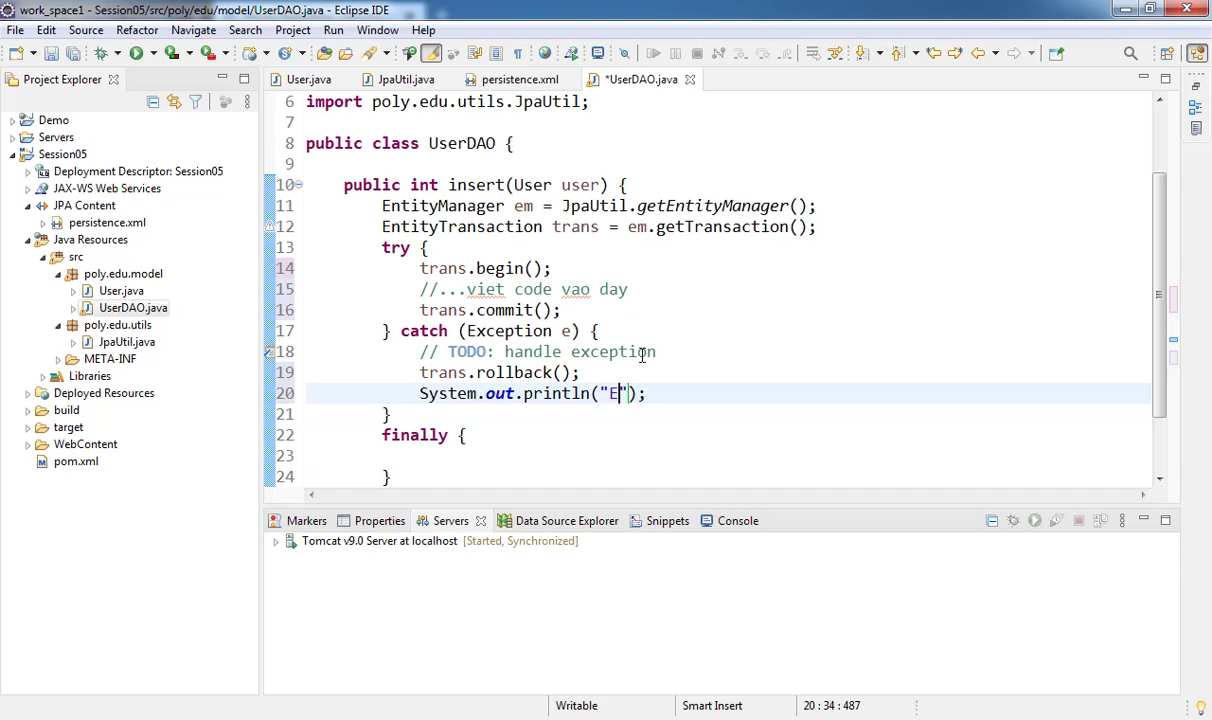 work_space1 - Session05/src/poly/edu/model/UserDAO.java - Eclipse IDE
File Edit Source Refactor Navigate Search Project Run Window Help
Project Explorer
User.java JpaUtil.java persistence.xml *UserDAO.java
Demo
Servers
Session05
Deployment Descriptor: Session05
JAX-WS Web Services
JPA Content
persistence.xml
Java Resources
src
poly.edu.model
User.java
UserDAO.java
poly.edu.utils
JpaUtil.java
META-INF
Libraries
Deployed Resources
build
target
WebContent
pom.xml
6 import poly.edu.utils.JpaUtil;
7
8 public class UserDAO {
9
10 public int insert(User user) {
11 EntityManager em = JpaUtil.getEntityManager();
12 EntityTransaction trans = em.getTransaction();
13 try {
14 trans.begin();
15 //...viet code vao day
16 trans.commit();
17 } catch (Exception e) {
18 // TODO: handle exception
19 trans.rollback();
20 System.out.println("E");
21 }
22 finally {
23
24 }
Markers Properties Servers Data Source Explorer Snippets Console
Tomcat v9.0 Server at localhost [Started, Synchronized]
Writable Smart Insert 20 : 34 : 487